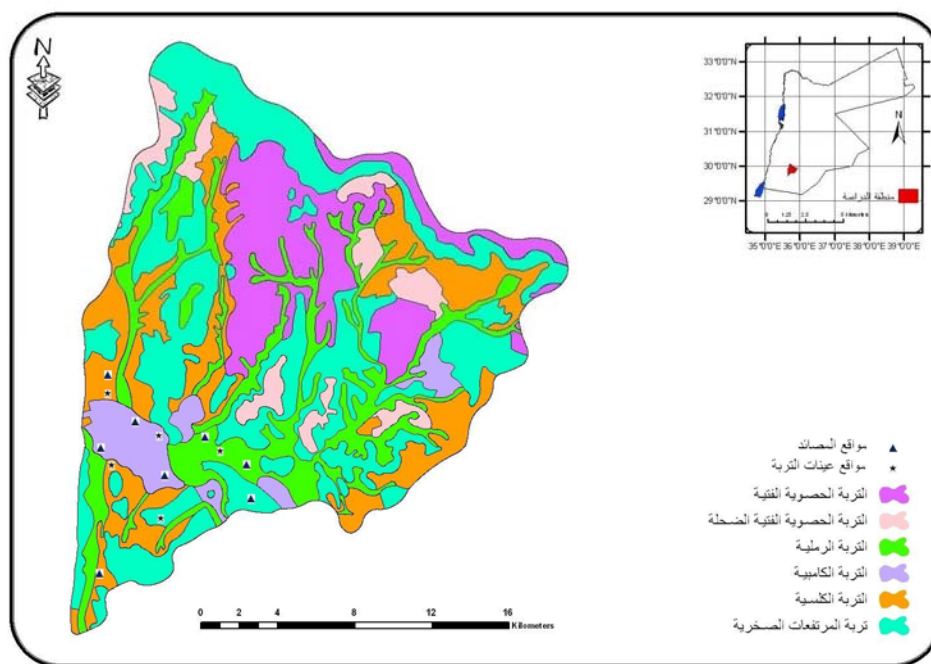 N
33°0'0"N
32°0'0"N
31°0'0"N
30°0'0"N
29°0'0"N
N
منطقة الدراسة
35°0'0"E 36°0'0"E 37°0'0"E 38°0'0"E 39°0'0"E
مواقع المصائد
مواقع عينات التربة
التربة الحصوية الفتية
التربة الحصوية الفتية الضحلة
التربة الرملية
التربة الكامبية
التربة الكلسية
تربة المرتفعات الصخرية
0 2 4 8 12 16
Kilometers